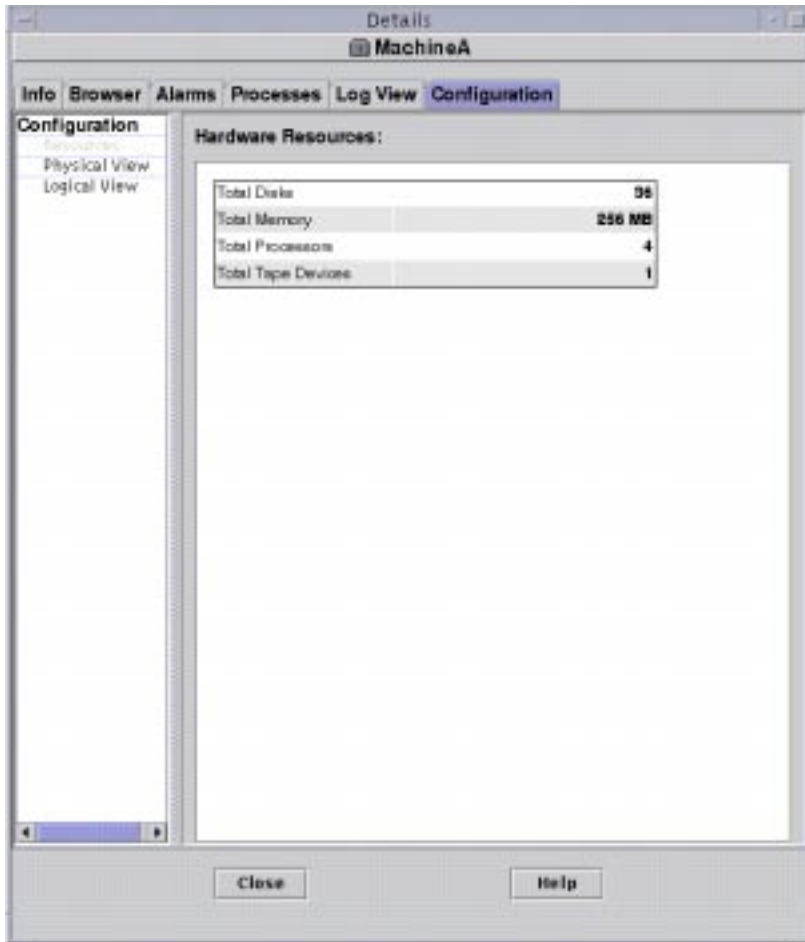 Details
MachineA
Info Browser Alarms Processes Log View Configuration
Configuration
Resources
Physical View
Logical View
Hardware Resources:
Total Disks
Total Memory 256 MB
Total Processors 4
Total Tape Devices 1
Close Help